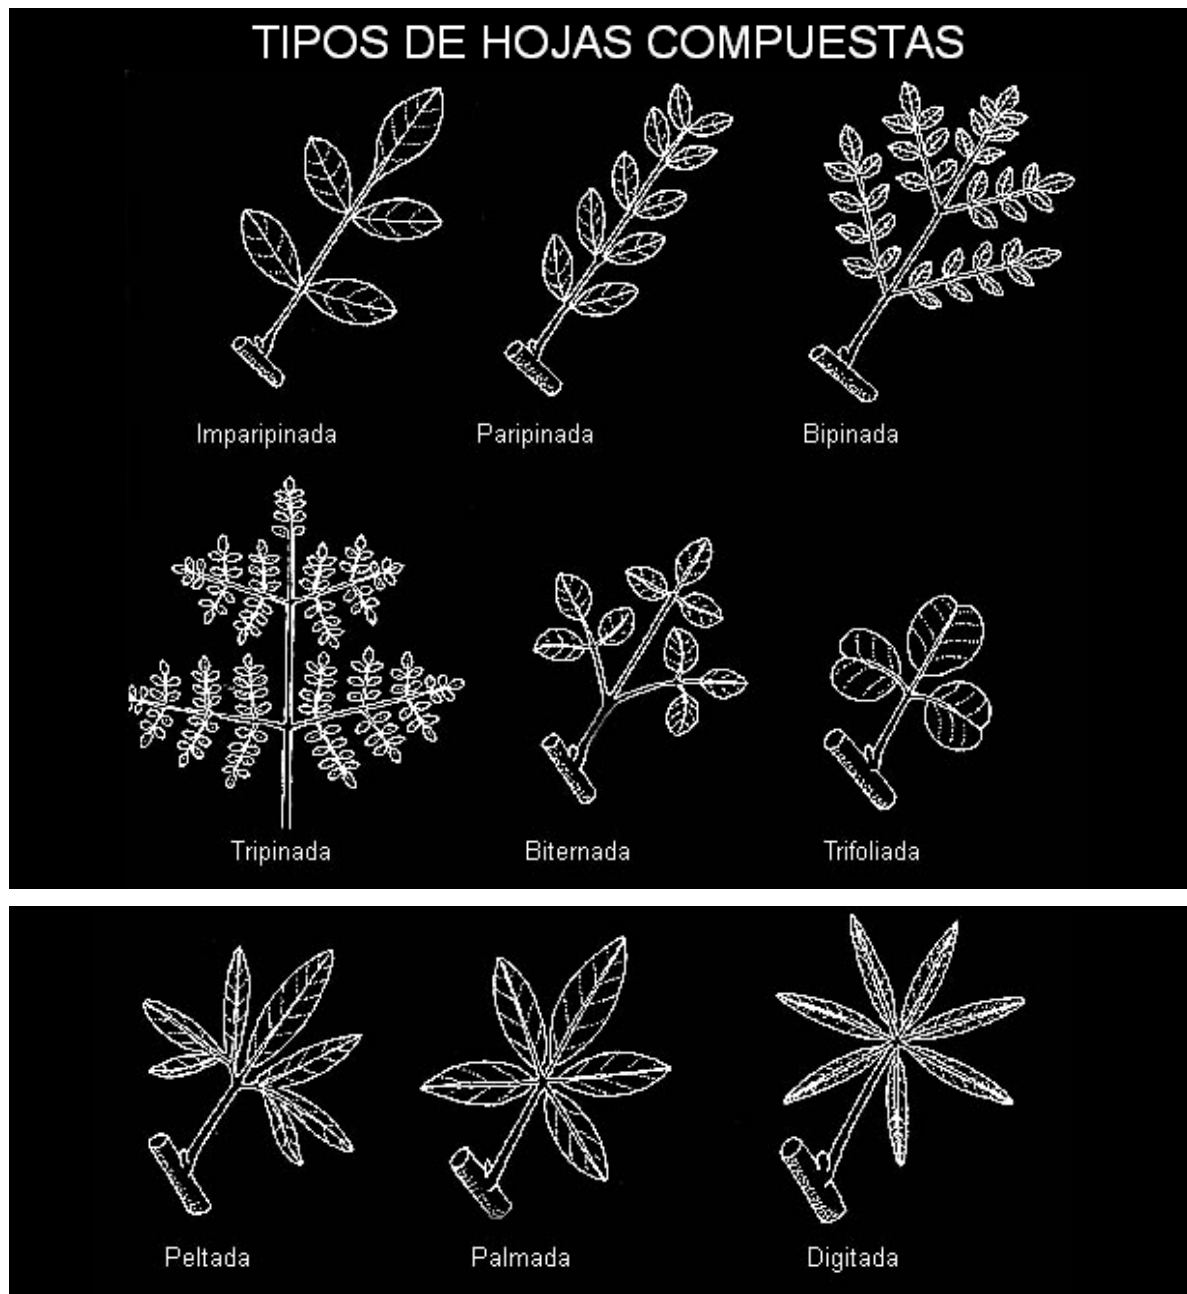 TIPOS DE HOJAS COMPUESTAS
Imparipinada
Paripinada
Bipinada
Tripinada
Biternada
Trifoliada
Peltada
Palmada
Digitada